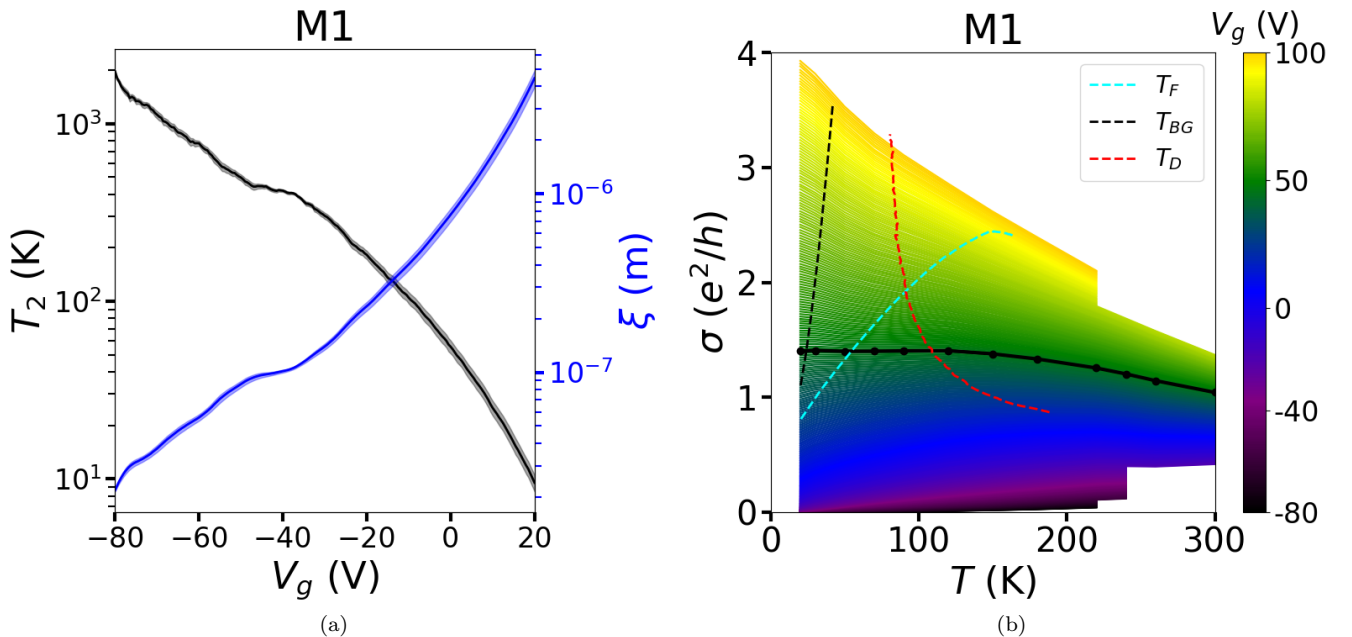 M1
10³
10²
10¹
T₂ (K)
10⁻⁶
10⁻⁷
ξ (m)
−80
−60
−40
−20
0
20
V_g (V)
(a)
M1
V_g (V)
4
3
2
1
0
σ (e²/h)
T_F
T_BG
T_D
0
100
200
300
T (K)
100
50
0
-40
-80
(b)